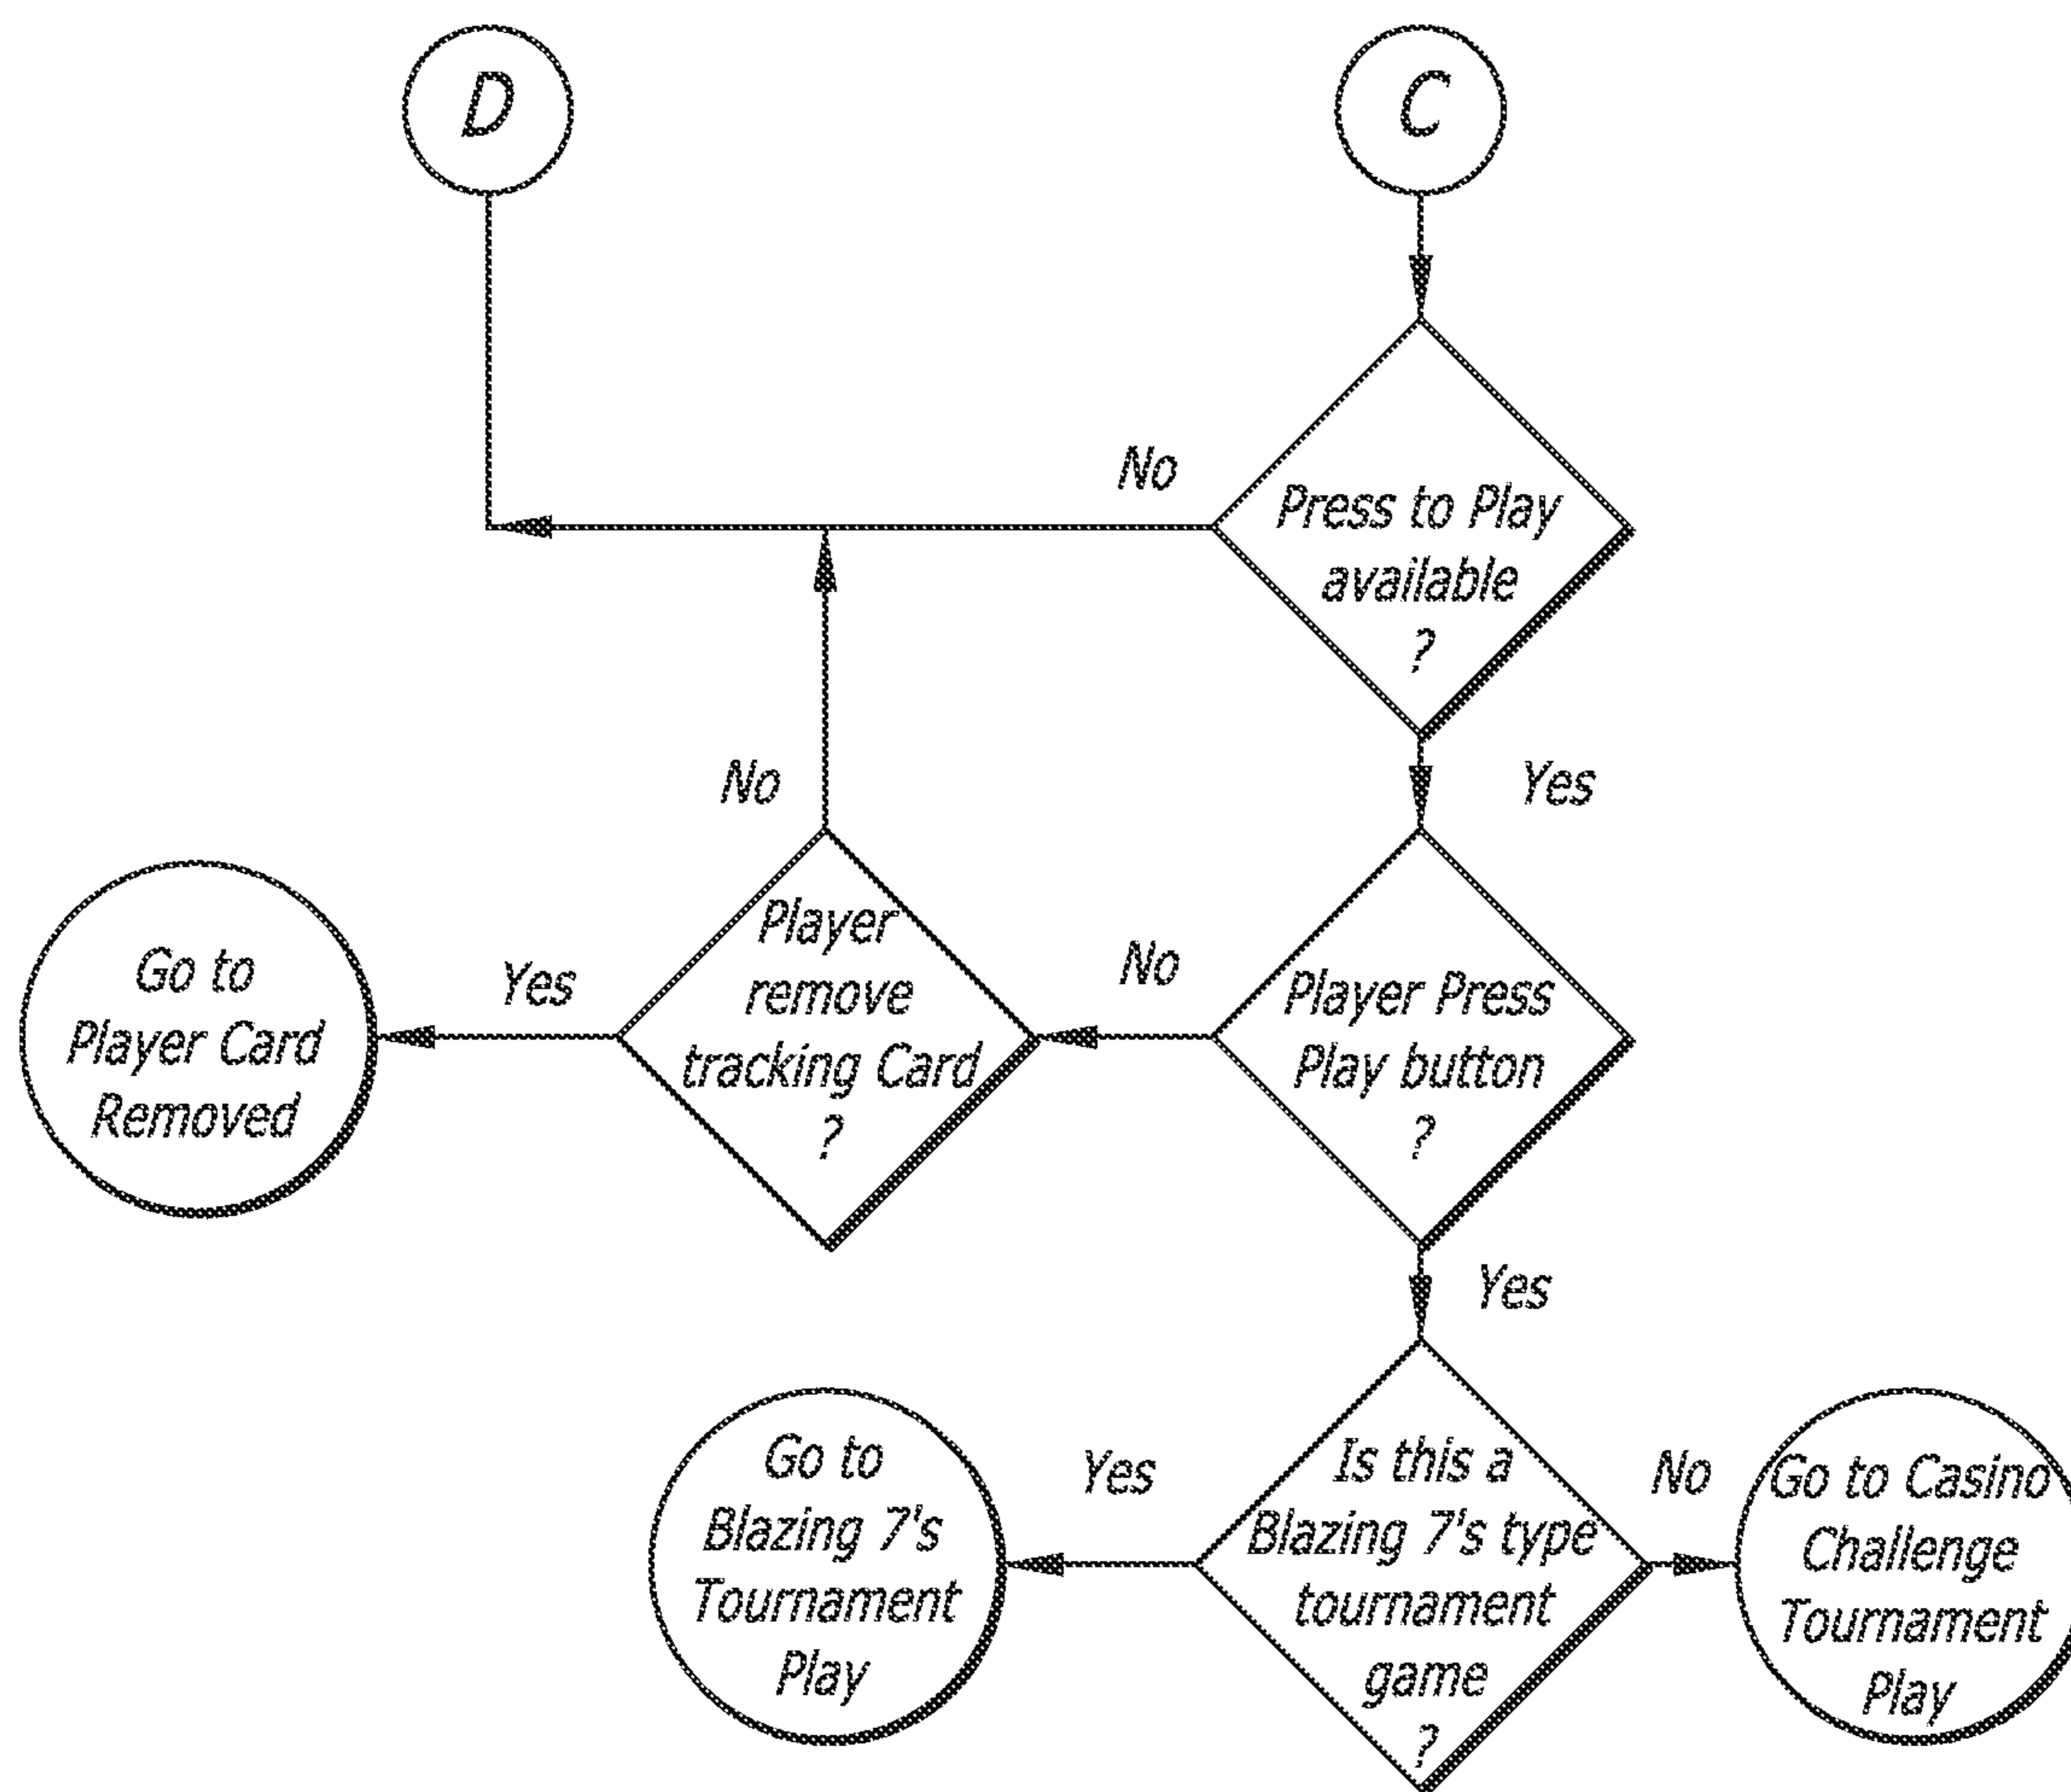 D
C
No
Press to Play
available
?
No
Yes
Go to
Player Card
Removed
Yes
Player
remove
tracking Card
?
No
Player Press
Play button
?
Yes
Go to
Blazing 7's
Tournament
Play
Yes
Is this a
Blazing 7's type
tournament
game
?
No
Go to Casino
Challenge
Tournament
Play